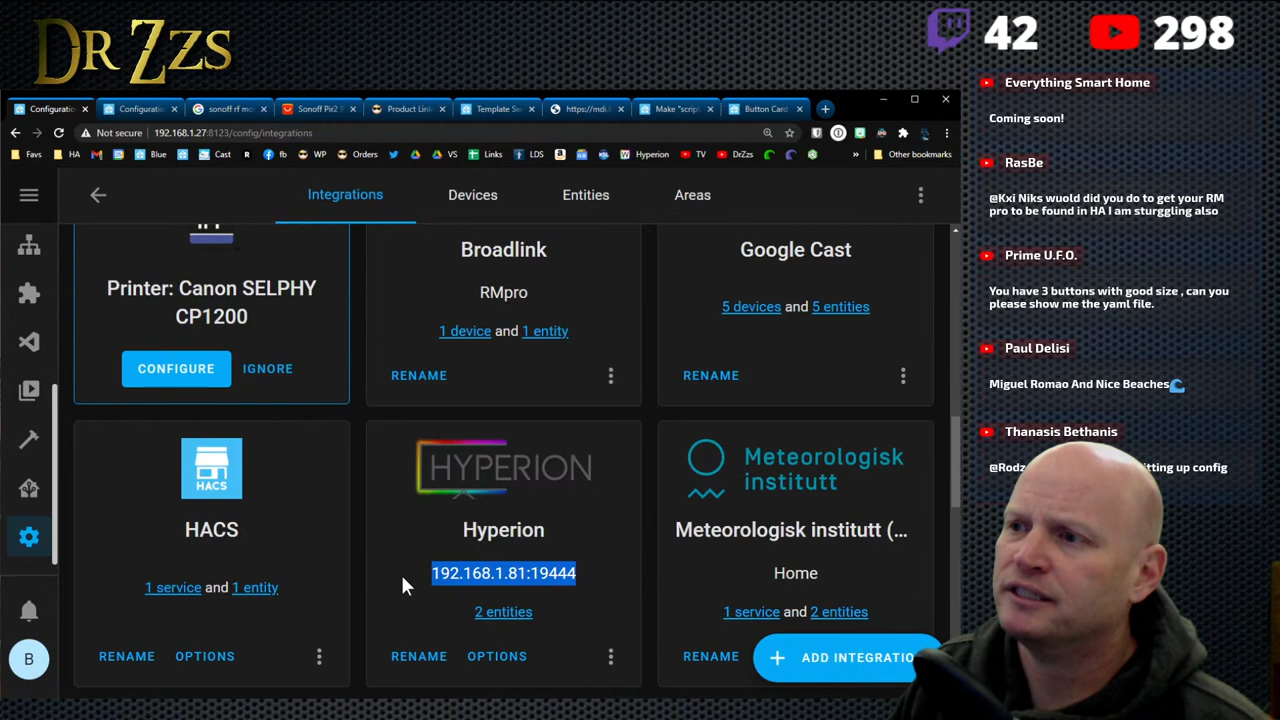 DR ZZS
42
298
Configuratio
Configuratio
sonoff rf mo
Sonoff Pir2 F
Product Link
Template Sw
https://mdi.
Make "script
Button Card
Not secure
192.168.1.27:8123/config/integrations
Favs
HA
Blue
Cast
fb
WP
Orders
VS
Links
LDS
Hyperion
TV
DrZzs
Other bookmarks
Integrations
Devices
Entities
Areas
Printer: Canon SELPHY
CP1200
CONFIGURE
IGNORE
Broadlink
RMpro
1 device and 1 entity
RENAME
Google Cast
5 devices and 5 entities
RENAME
HACS
HACS
1 service and 1 entity
RENAME
OPTIONS
HYPERION
Hyperion
192.168.1.81:19444
2 entities
RENAME
OPTIONS
Meteorologisk
institutt
Meteorologisk institutt (...
Home
1 service and 2 entities
RENAME
ADD INTEGRATIO
B
Everything Smart Home
Coming soon!
RasBe
@Kxi Niks wuold did you do to get your RM
pro to be found in HA I am sturggling also
Prime U.F.O.
You have 3 buttons with good size , can you
please show me the yaml file.
Paul Delisi
Miguel Romao And Nice Beaches🌊
Thanasis Bethanis
@Rodz itting up config